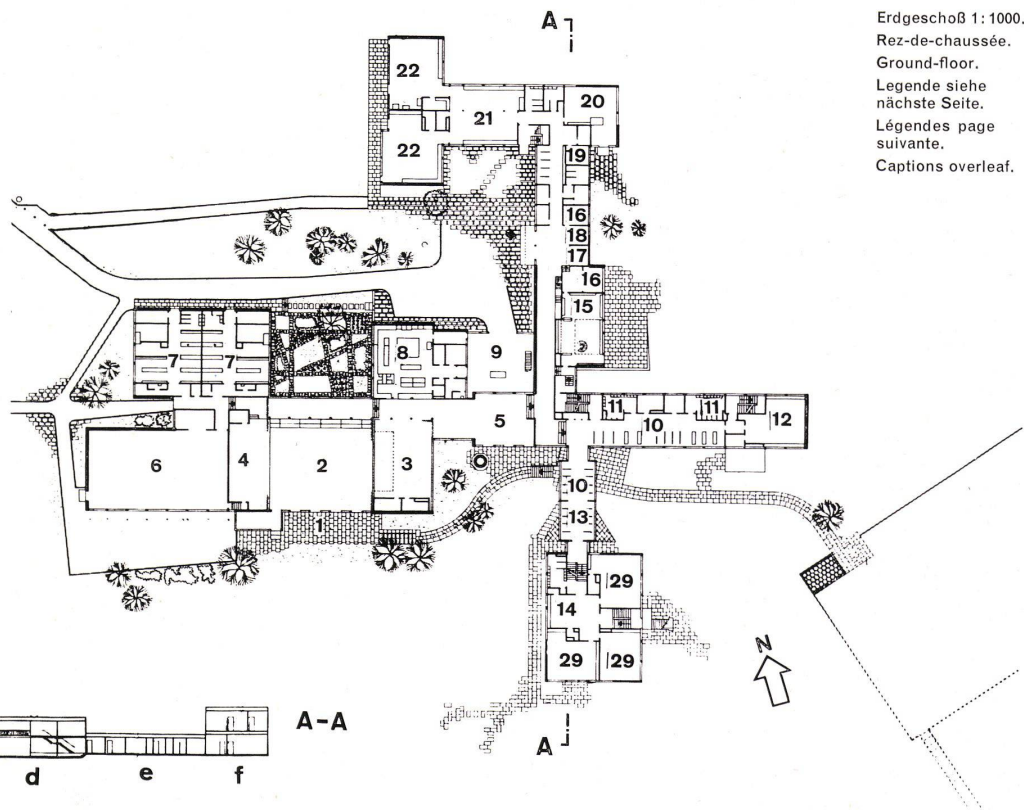 Erdgeschoß 1:1000.
Rez-de-chaussée.
Ground-floor.
Legende siehe
nächste Seite.
Légendes page
suivante.
Captions overleaf.
A
22
21
20
22
19
16
18
17
16
15
7
7
8
9
5
11
11
12
10
6
4
2
3
10
13
1
29
14
29
29
N
A
A-A
d
e
f